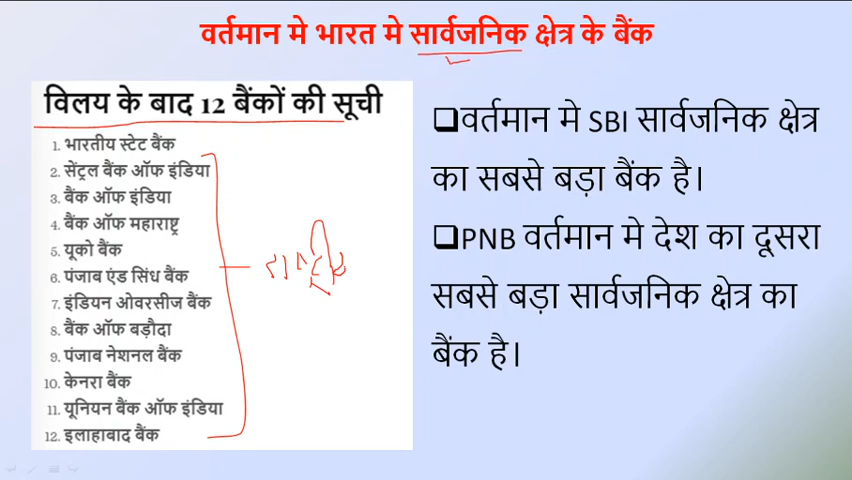 वर्तमान मे भारत मे सार्वजनिक क्षेत्र के बैंक
विलय के बाद 12 बैंकों की सूची
1. भारतीय स्टेट बैंक
2. सेंट्रल बैंक ऑफ इंडिया
3. बैंक ऑफ इंडिया
4. बैंक ऑफ महाराष्ट्र
5. यूको बैंक
6. पंजाब एंड सिंध बैंक
7. इंडियन ओवरसीज बैंक
8. बैंक ऑफ बड़ौदा
9. पंजाब नेशनल बैंक
10. केनरा बैंक
11. यूनियन बैंक ऑफ इंडिया
12. इलाहाबाद बैंक
वर्तमान मे SBI सार्वजनिक क्षेत्र
का सबसे बड़ा बैंक है।
PNB वर्तमान मे देश का दूसरा
सबसे बड़ा सार्वजनिक क्षेत्र का
बैंक है।